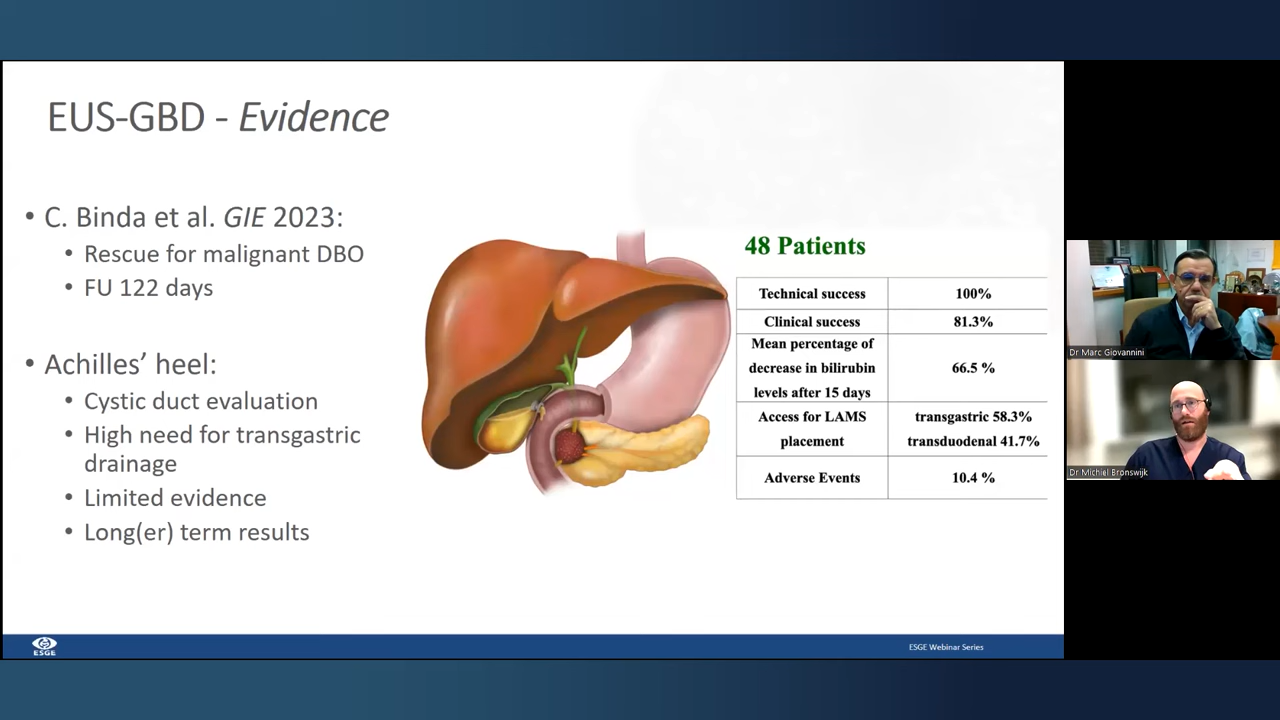 EUS-GBD - Evidence
• C. Binda et al. GIE 2023:
• Rescue for malignant DBO
• FU 122 days
• Achilles’ heel:
• Cystic duct evaluation
• High need for transgastric
drainage
• Limited evidence
• Long(er) term results
48 Patients
Technical success 100%
Clinical success 81.3%
Mean percentage of
decrease in bilirubin
levels after 15 days
66.5 %
Access for LAMS
placement
transgastric 58.3%
transduodenal 41.7%
Adverse Events 10.4 %
Dr Marc Giovannini
Dr Michiel Bronswijk
ESGE
ESGE Webinar Series